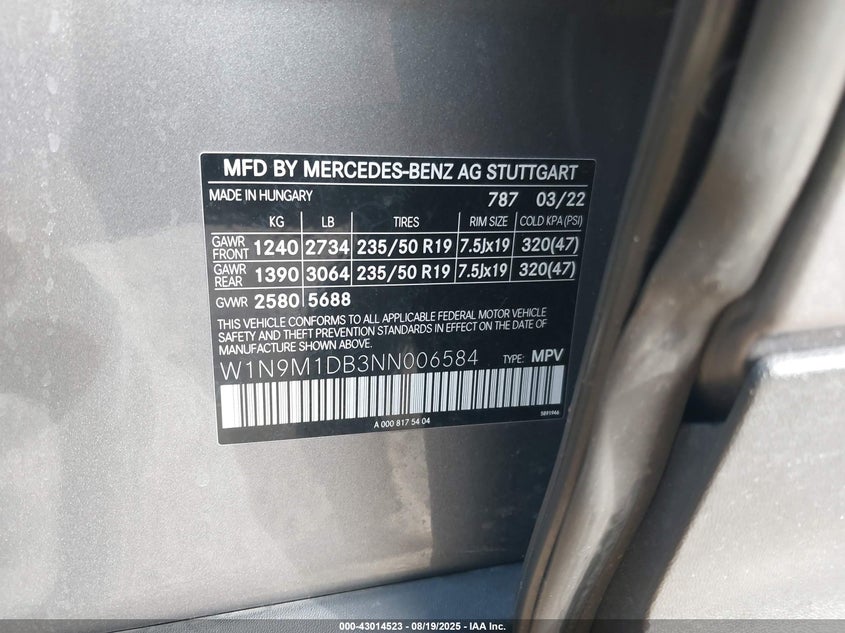 MFD BY MERCEDES-BENZ AG STUTTGART
MADE IN HUNGARY 787 03/22
KG LB TIRES RIM SIZE COLD KPA (PSI)
GAWR FRONT 1240 2734 235/50 R19 7.5Jx19 320(47)
GAWR REAR 1390 3064 235/50 R19 7.5Jx19 320(47)
GVWR 2580 5688
THIS VEHICLE CONFORMS TO ALL APPLICABLE FEDERAL MOTOR VEHICLE
SAFETY AND THEFT PREVENTION STANDARDS IN EFFECT ON THE DATE OF
MANUFACTURE SHOWN ABOVE.
W1N9M1DB3NN006584 TYPE: MPV
5891946
A 000 817 54 04
000-43014523 - 08/19/2025 - IAA Inc.